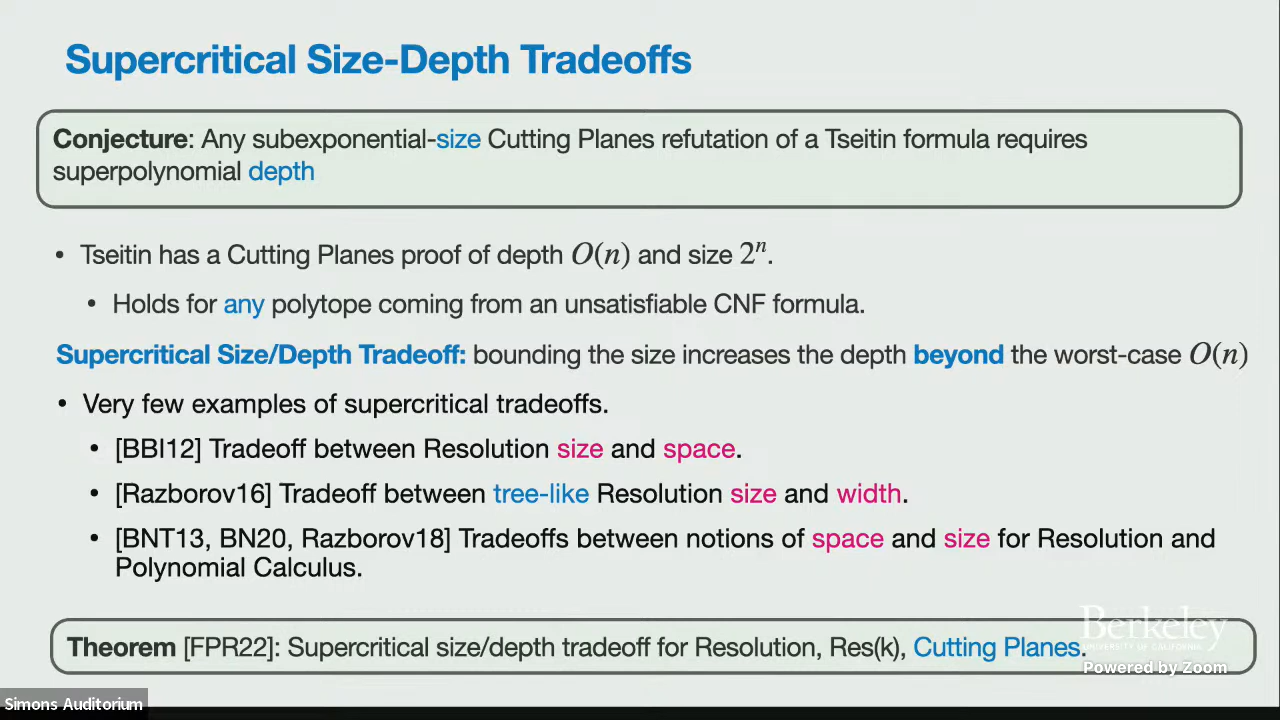 Supercritical Size-Depth Tradeoffs
Conjecture: Any subexponential-size Cutting Planes refutation of a Tseitin formula requires
superpolynomial depth
• Tseitin has a Cutting Planes proof of depth O(n) and size 2ⁿ.
• Holds for any polytope coming from an unsatisfiable CNF formula.
Supercritical Size/Depth Tradeoff: bounding the size increases the depth beyond the worst-case O(n)
• Very few examples of supercritical tradeoffs.
• [BBI12] Tradeoff between Resolution size and space.
• [Razborov16] Tradeoff between tree-like Resolution size and width.
• [BNT13, BN20, Razborov18] Tradeoffs between notions of space and size for Resolution and
Polynomial Calculus.
Theorem [FPR22]: Supercritical size/depth tradeoff for Resolution, Res(k), Cutting Planes.
Berkeley
UNIVERSITY OF CALIFORNIA
Powered by Zoom
Simons Auditorium